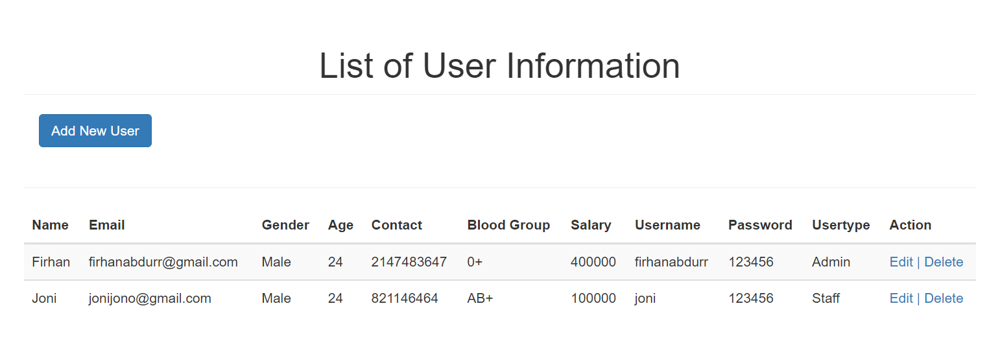 List of User Information
Add New User
Name Email Gender Age Contact Blood Group Salary Username Password Usertype Action
Firhan firhanabdurr@gmail.com Male 24 2147483647 0+ 400000 firhanabdurr 123456 Admin Edit | Delete
Joni jonijono@gmail.com Male 24 821146464 AB+ 100000 joni 123456 Staff Edit | Delete